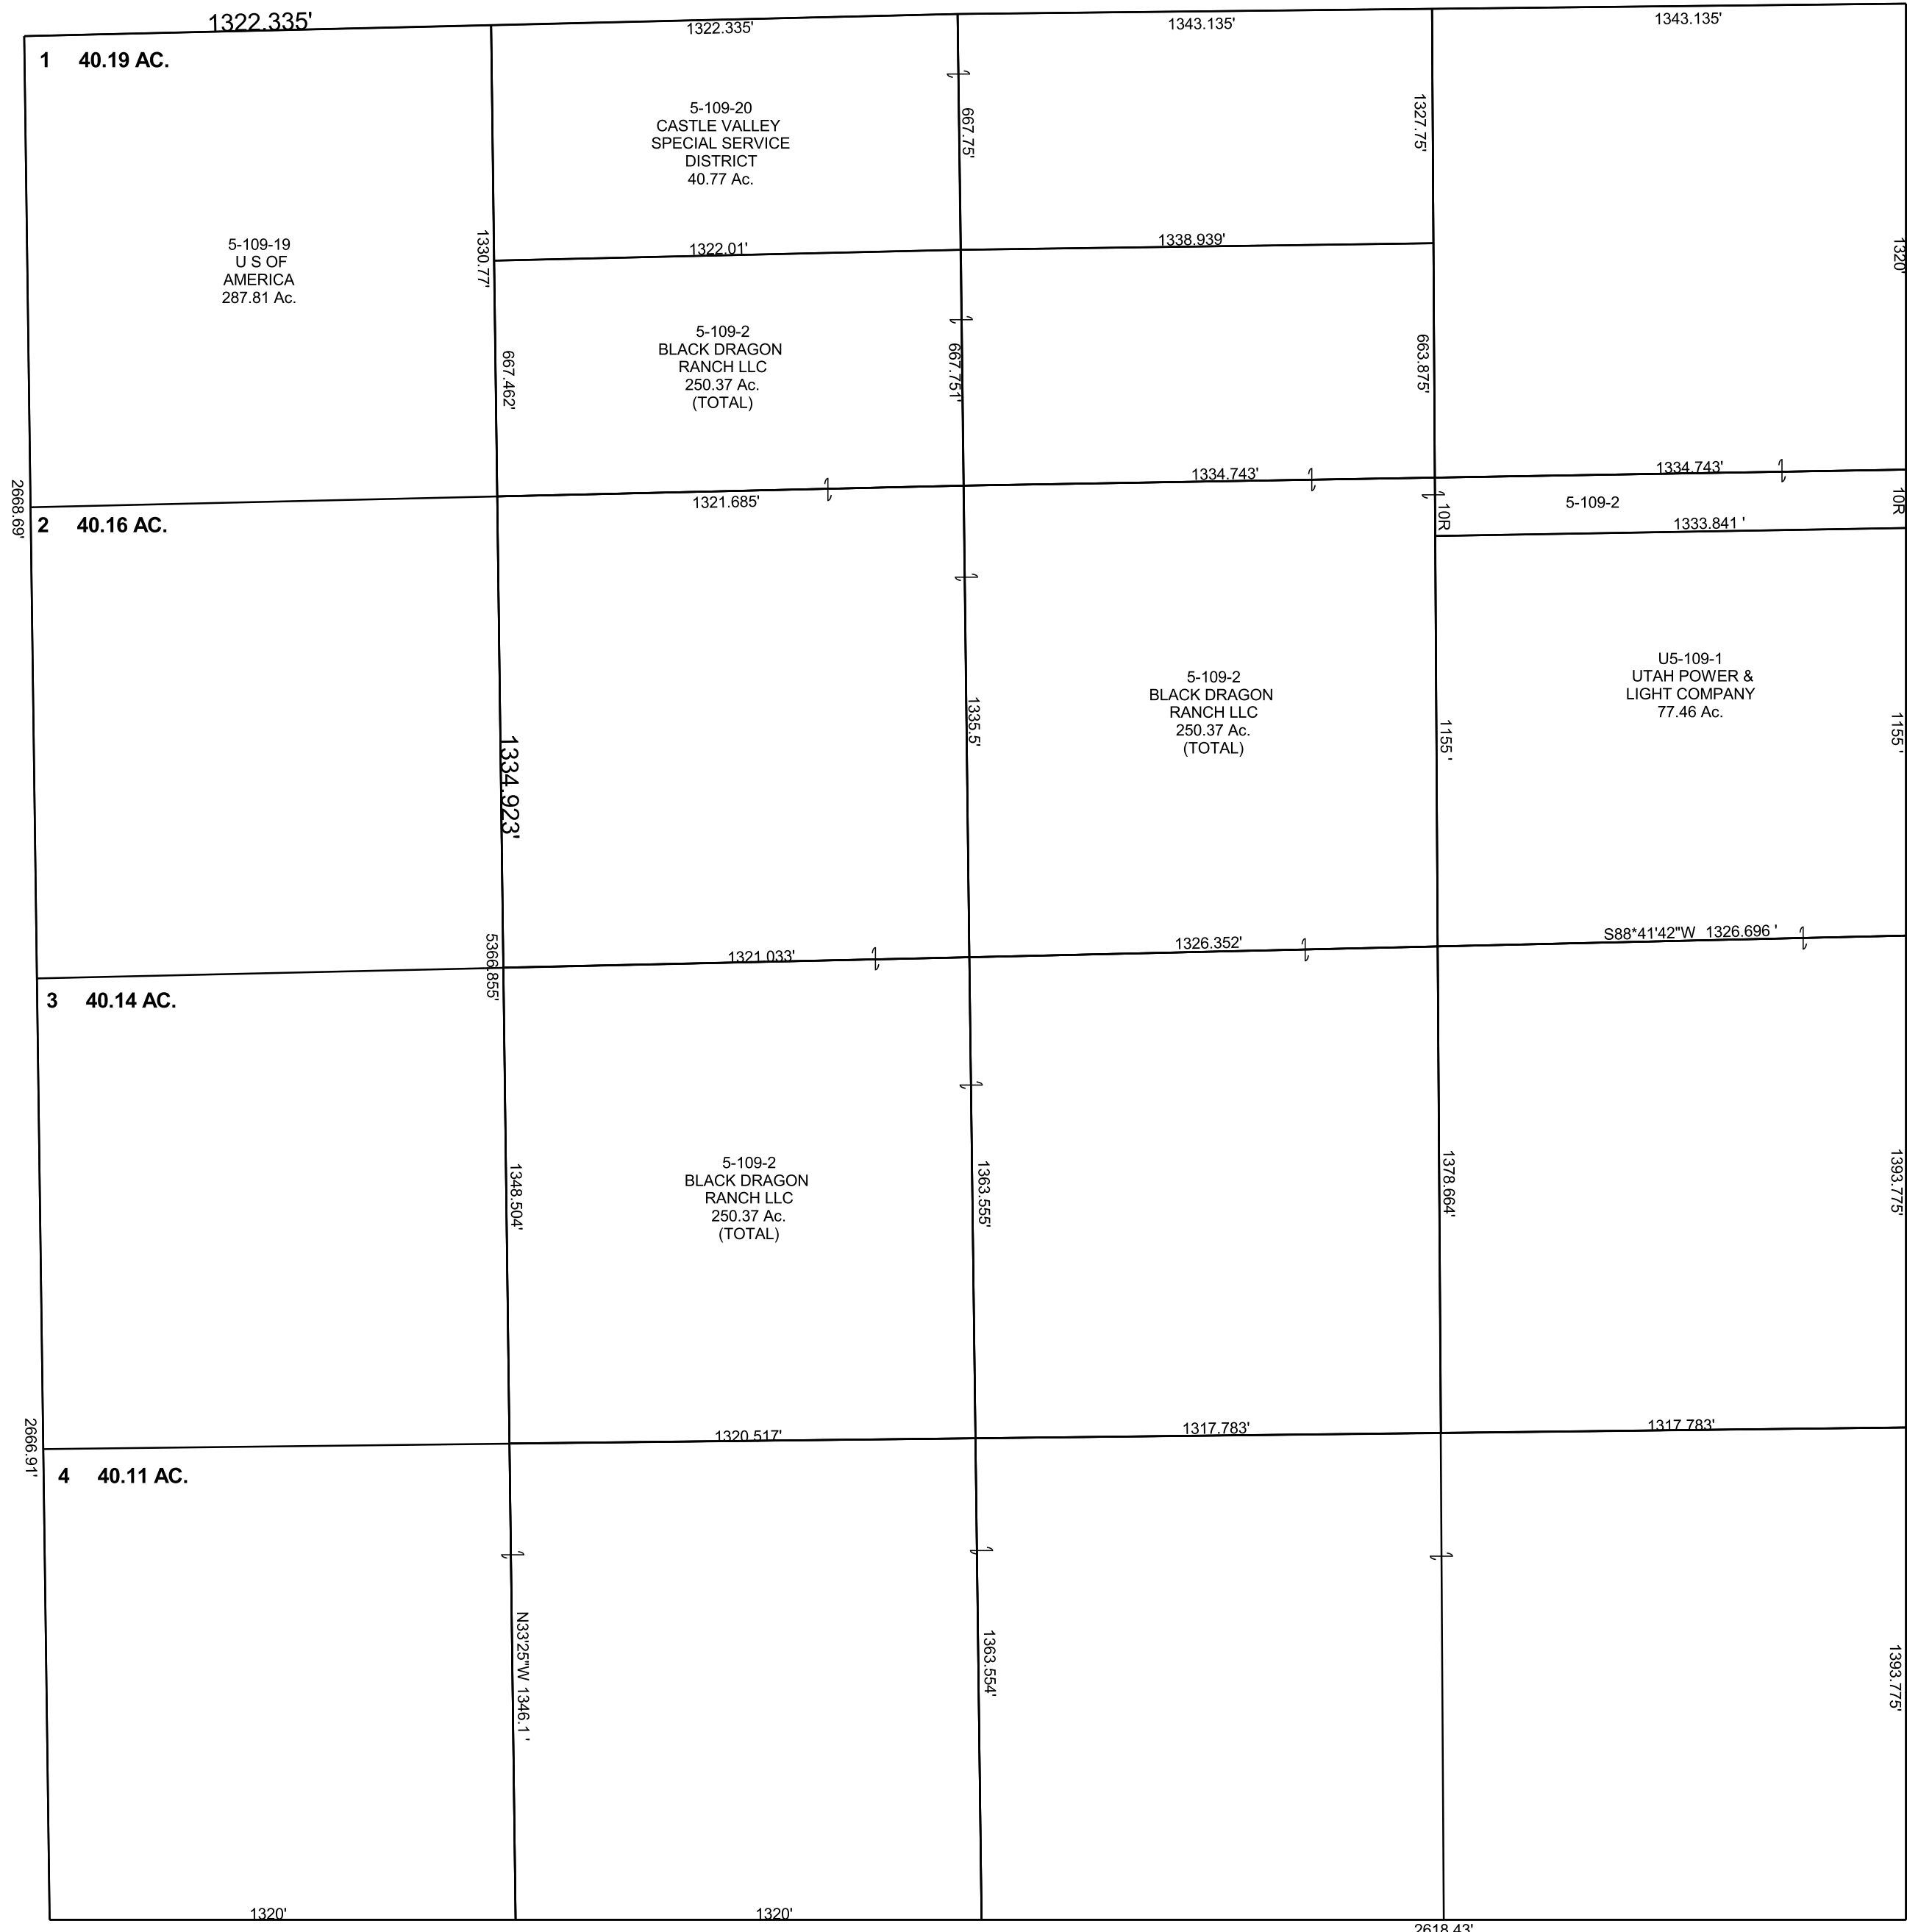 1322.335'
1322.335'
1343.135'
1343.135'
1 40.19 AC.
5-109-20
CASTLE VALLEY
SPECIAL SERVICE
DISTRICT
40.77 Ac.
667.75'
1327.75'
5-109-19
U S OF
AMERICA
287.81 Ac.
1330.77'
1322.01'
1338.939'
1320'
5-109-2
BLACK DRAGON
RANCH LLC
250.37 Ac.
(TOTAL)
667.462'
667.751'
663.875'
2668.69'
1321.685'
1334.743'
1334.743'
2 40.16 AC.
10R
5-109-2
10R
1333.841 '
5-109-2
BLACK DRAGON
RANCH LLC
250.37 Ac.
(TOTAL)
U5-109-1
UTAH POWER &
LIGHT COMPANY
77.46 Ac.
1334.923'
1335.5'
1155 '
1155 '
5366.855'
1321.033'
1326.352'
S88*41'42"W 1326.696 '
3 40.14 AC.
5-109-2
BLACK DRAGON
RANCH LLC
250.37 Ac.
(TOTAL)
1348.504'
1363.555'
1378.664'
1393.775'
2666.91'
1320.517'
1317.783'
1317.783'
4 40.11 AC.
N33'25"W 1346.1 '
1363.554'
1393.775'
1320'
1320'
2618.43'